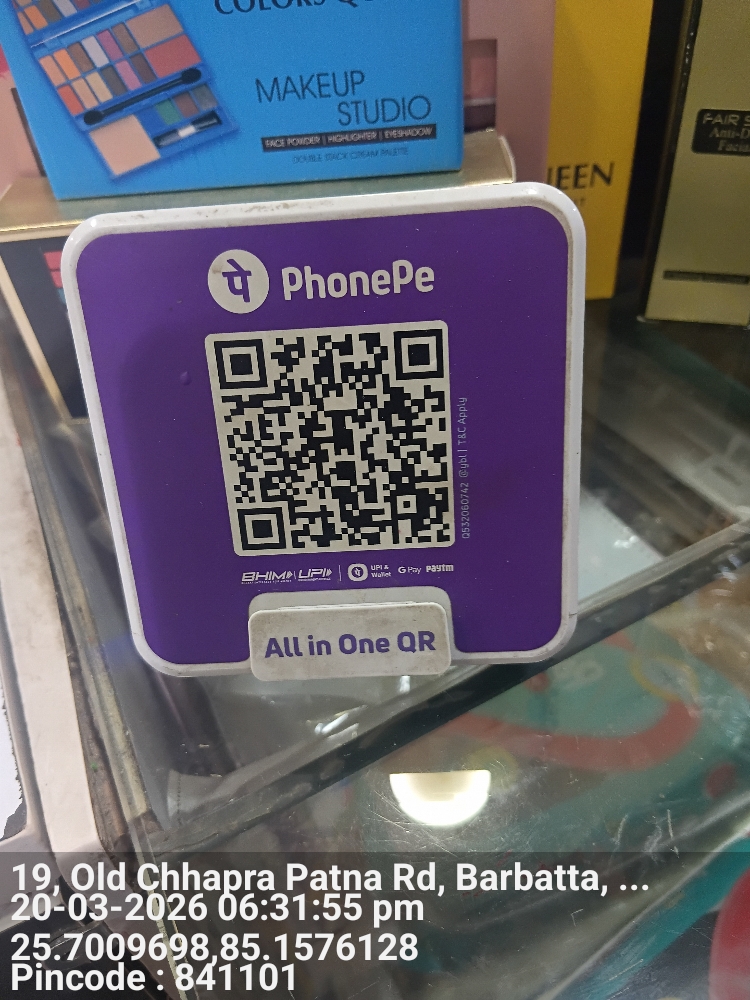 COLORS
MAKEUP
STUDIO
FACE POWDER | HIGHLIGHTER | EYESHADOW
DOUBLE STACK CREAM PALETTE
EEN
FAIR
पे PhonePe
Q532060742 @ybl | T&C Apply
BHIM UPI पे UPI & Wallet G Pay Paytm
All in One QR
19, Old Chhapra Patna Rd, Barbatta, ...
20-03-2026 06:31:55 pm
25.7009698,85.1576128
Pincode : 841101